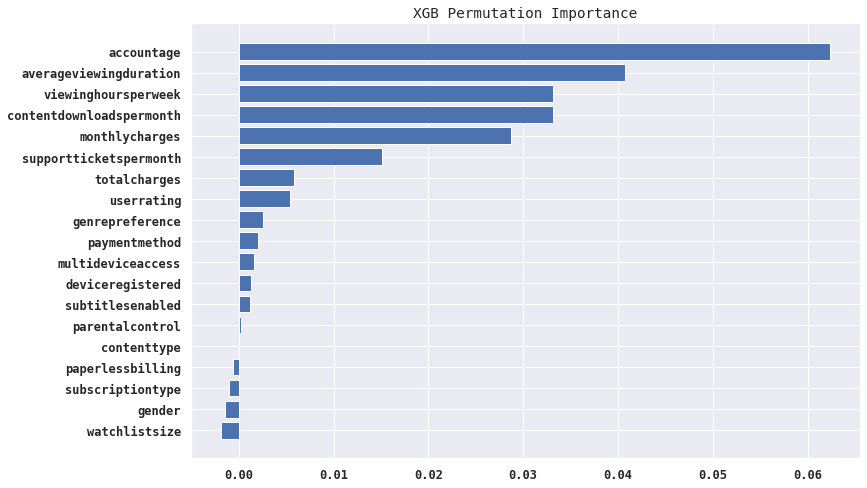 XGB Permutation Importance
accountage
averageviewingduration
viewinghoursperweek
contentdownloadspermonth
monthlycharges
supportticketspermonth
totalcharges
userrating
genrepreference
paymentmethod
multideviceaccess
deviceregistered
subtitlesenabled
parentalcontrol
contenttype
paperlessbilling
subscriptiontype
gender
watchlistsize
0.00 0.01 0.02 0.03 0.04 0.05 0.06